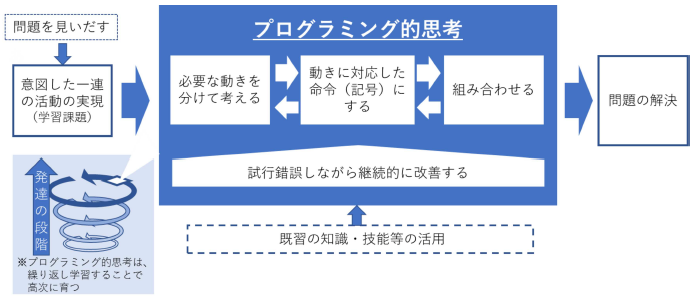 問題を見いだす
意図した一連
の活動の実現
（学習課題）
プログラミング的思考
必要な動きを
分けて考える
動きに対応した
命令（記号）に
する
組み合わせる
試行錯誤しながら継続的に改善する
問題の解決
既習の知識・技能等の活用
発達の段階
※プログラミング的思考は、
繰り返し学習することで
高次に育つ